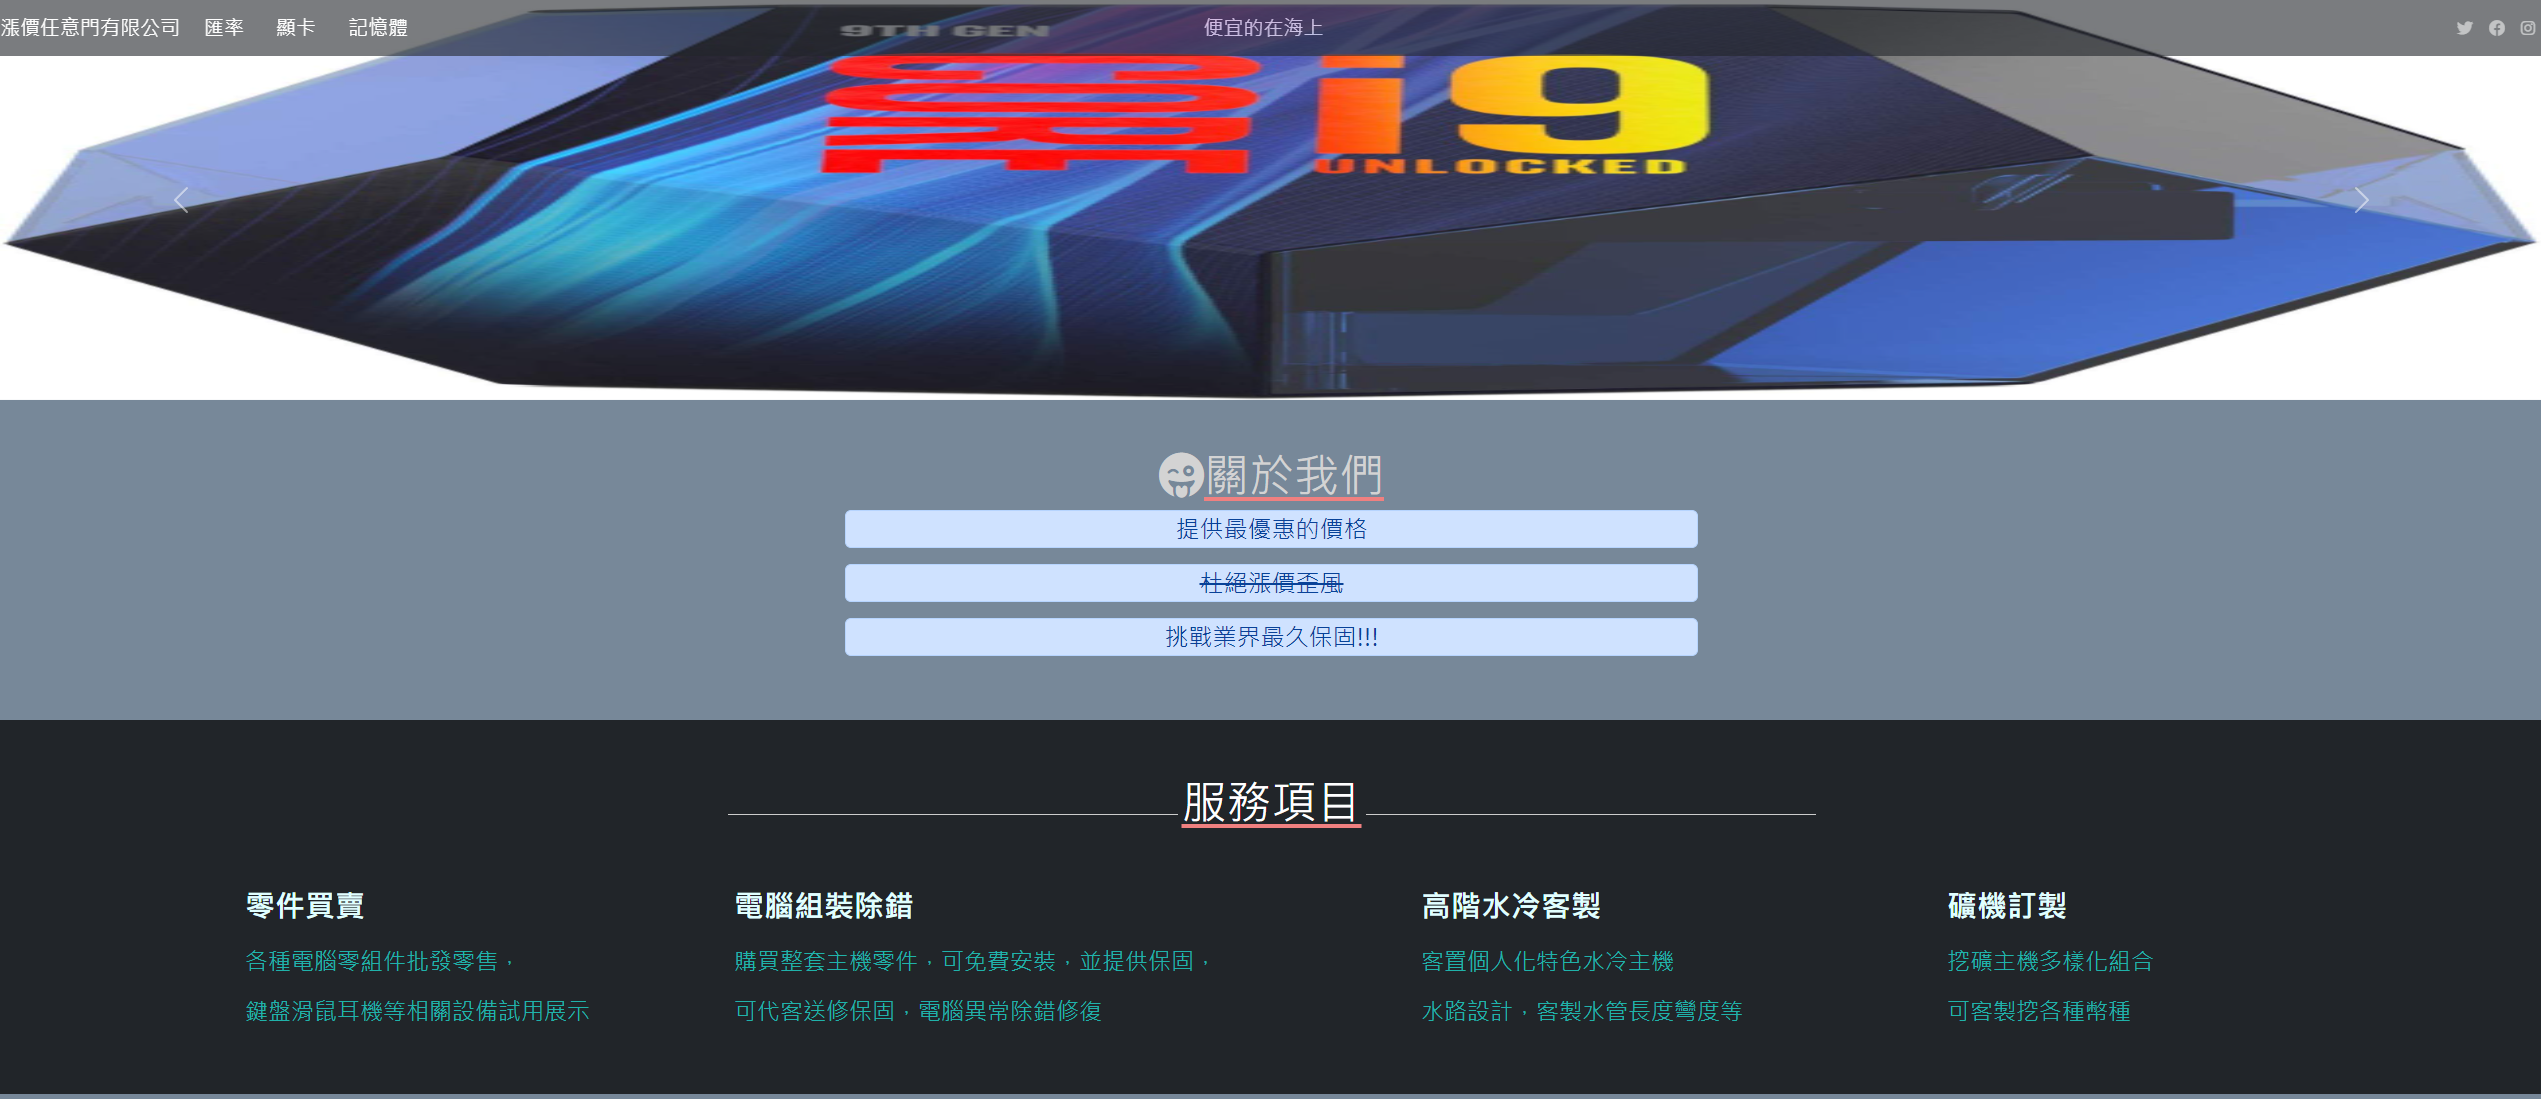 漲價任意門有限公司 匯率 顯卡 記憶體 便宜的在海上
9TH GEN
CORE i9
UNLOCKED
關於我們
提供最優惠的價格
杜絕漲價歪風
挑戰業界最久保固!!!
服務項目
零件買賣
各種電腦零組件批發零售，
鍵盤滑鼠耳機等相關設備試用展示
電腦組裝除錯
購買整套主機零件，可免費安裝，並提供保固，
可代客送修保固，電腦異常除錯修復
高階水冷客製
客置個人化特色水冷主機
水路設計，客製水管長度彎度等
礦機訂製
挖礦主機多樣化組合
可客製挖各種幣種